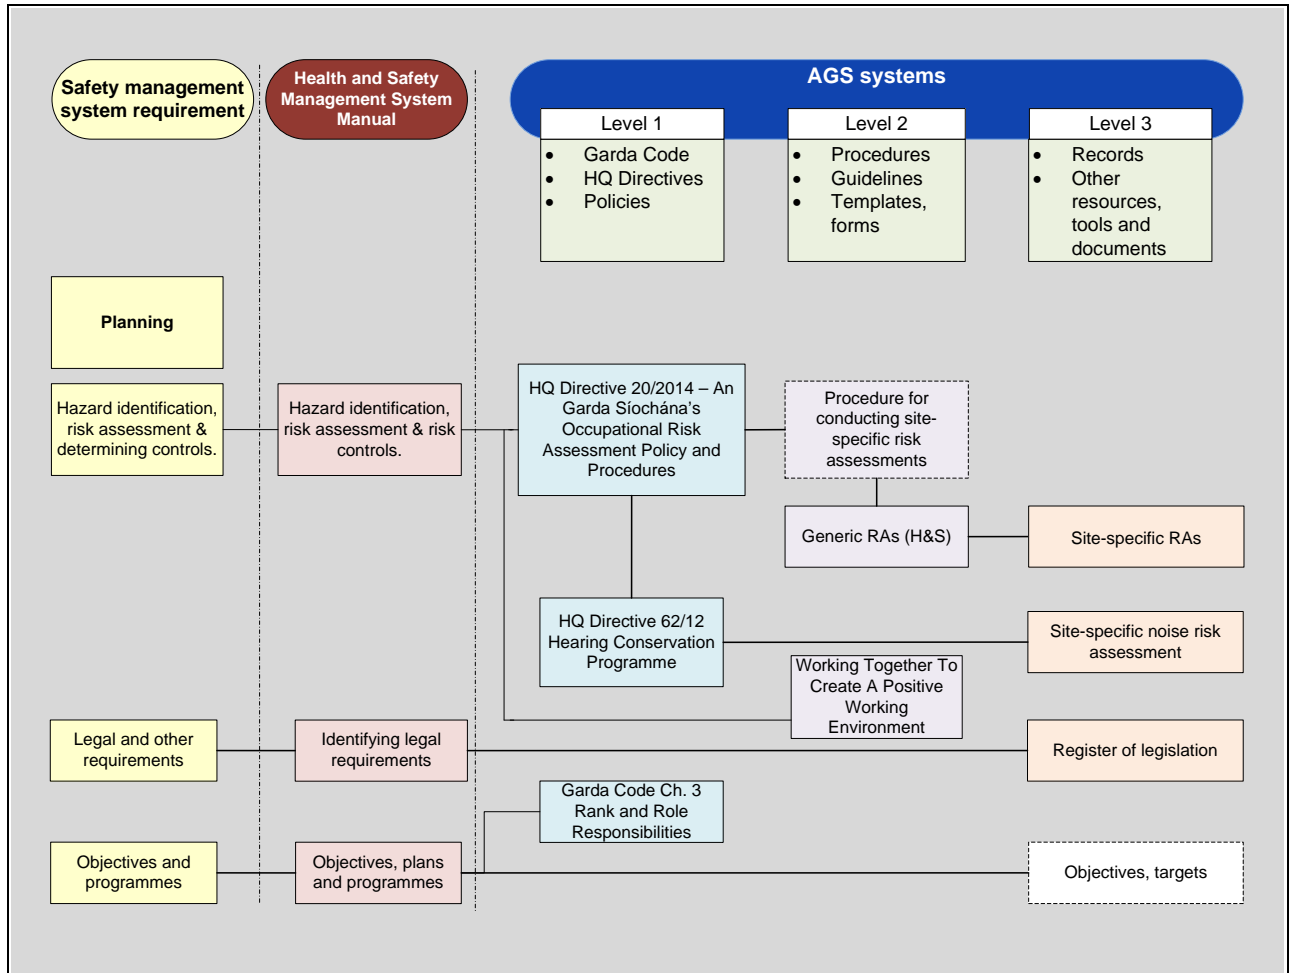 Safety management
system requirement
Health and Safety
Management System
Manual
AGS systems
Level 1
Level 2
Level 3
• Garda Code
• HQ Directives
• Policies
• Procedures
• Guidelines
• Templates,
forms
• Records
• Other
resources,
tools and
documents
Planning
Hazard identification,
risk assessment &
determining controls.
Hazard identification,
risk assessment & risk
controls.
HQ Directive 20/2014 – An
Garda Síochána’s
Occupational Risk
Assessment Policy and
Procedures
Procedure for
conducting site-
specific risk
assessments
Generic RAs (H&S)
Site-specific RAs
HQ Directive 62/12
Hearing Conservation
Programme
Site-specific noise risk
assessment
Working Together To
Create A Positive
Working
Environment
Legal and other
requirements
Identifying legal
requirements
Register of legislation
Garda Code Ch. 3
Rank and Role
Responsibilities
Objectives and
programmes
Objectives, plans
and programmes
Objectives, targets